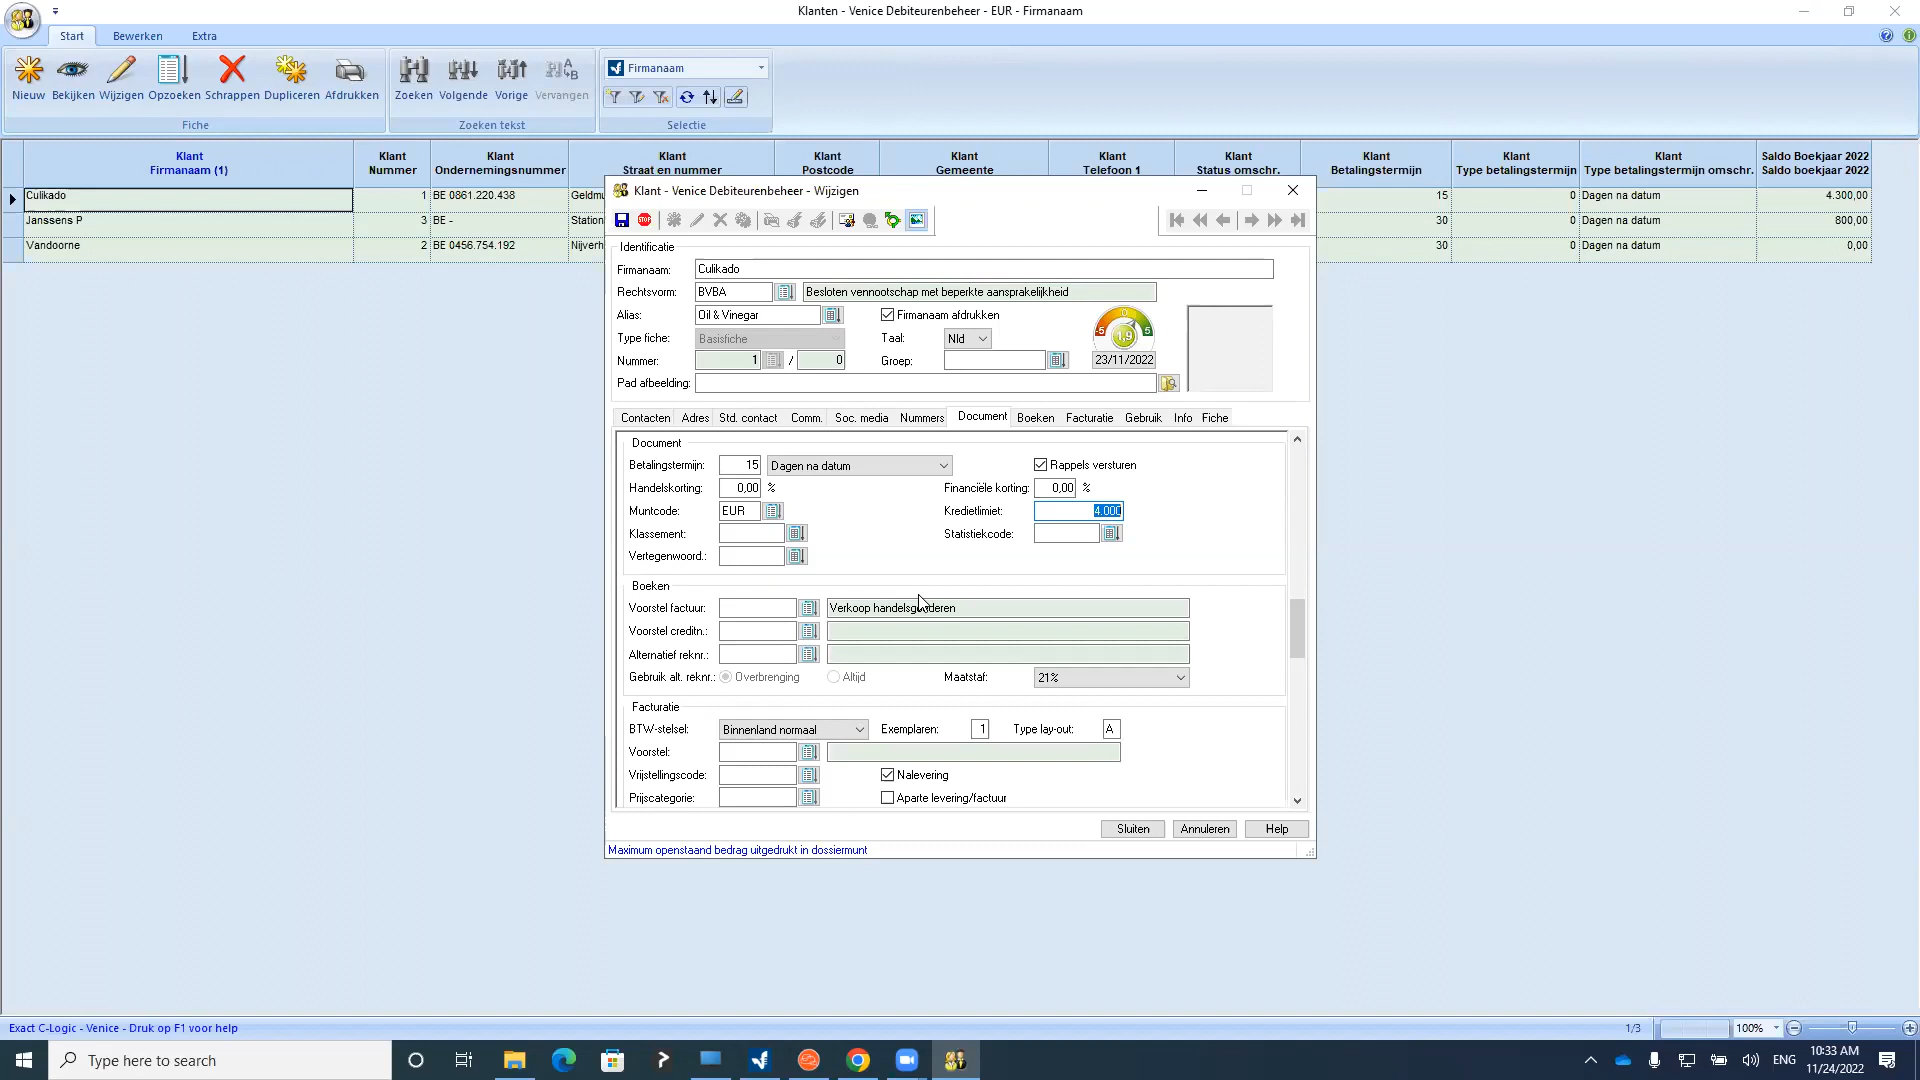 Klanten - Venice Debiteurenbeheer - EUR - Firmanaam
Start Bewerken Extra
Nieuw Bekijken Wijzigen Opzoeken Schrappen Dupliceren Afdrukken
Zoeken Volgende Vorige Vervangen
Firmanaam
Fiche Zoeken tekst Selectie
Klant Klant Klant Klant Klant Klant Klant Klant Klant Klant Klant Saldo Boekjaar 2022
Firmanaam (1) Nummer Ondernemingsnummer Straat en nummer Postcode Gemeente Telefoon 1 Status omschr. Betalingstermijn Type betalingstermijn Type betalingstermijn omschr. Saldo boekjaar 2022
Culikado 1 BE 0861.220.438 Geldmu 15 0 Dagen na datum 4.300,00
Janssens P 3 BE - Station 30 0 Dagen na datum 800,00
Vandoorne 2 BE 0456.754.192 Nijverh 30 0 Dagen na datum 0,00
Klant - Venice Debiteurenbeheer - Wijzigen
STOP
Identificatie
Firmanaam: Culikado
Rechtsvorm: BVBA Besloten vennootschap met beperkte aansprakelijkheid
Alias: Oil & Vinegar Firmanaam afdrukken
Type fiche: Basisfiche Taal: Nld
-5 0 5
1,9
Nummer: 1 / 0 Groep: 23/11/2022
Pad afbeelding:
Contacten Adres Std. contact Comm. Soc. media Nummers Document Boeken Facturatie Gebruik Info Fiche
Document
Betalingstermijn: 15 Dagen na datum Rappels versturen
Handelskorting: 0,00 % Financiële korting: 0,00 %
Muntcode: EUR Kredietlimiet: 4.000
Klassement: Statistiekcode:
Vertegenwoord.:
Boeken
Voorstel factuur: Verkoop handelsgoederen
Voorstel creditn.:
Alternatief reknr.:
Gebruik alt. reknr.: Overbrenging Altijd Maatstaf: 21%
Facturatie
BTW-stelsel: Binnenland normaal Exemplaren: 1 Type lay-out: A
Voorstel:
Vrijstellingscode: Nalevering
Prijscategorie: Aparte levering/factuur
Sluiten Annuleren Help
Maximum openstaand bedrag uitgedrukt in dossiermunt
Exact C-Logic - Venice - Druk op F1 voor help 1/3 100%
Type here to search
ENG
10:33 AM
11/24/2022